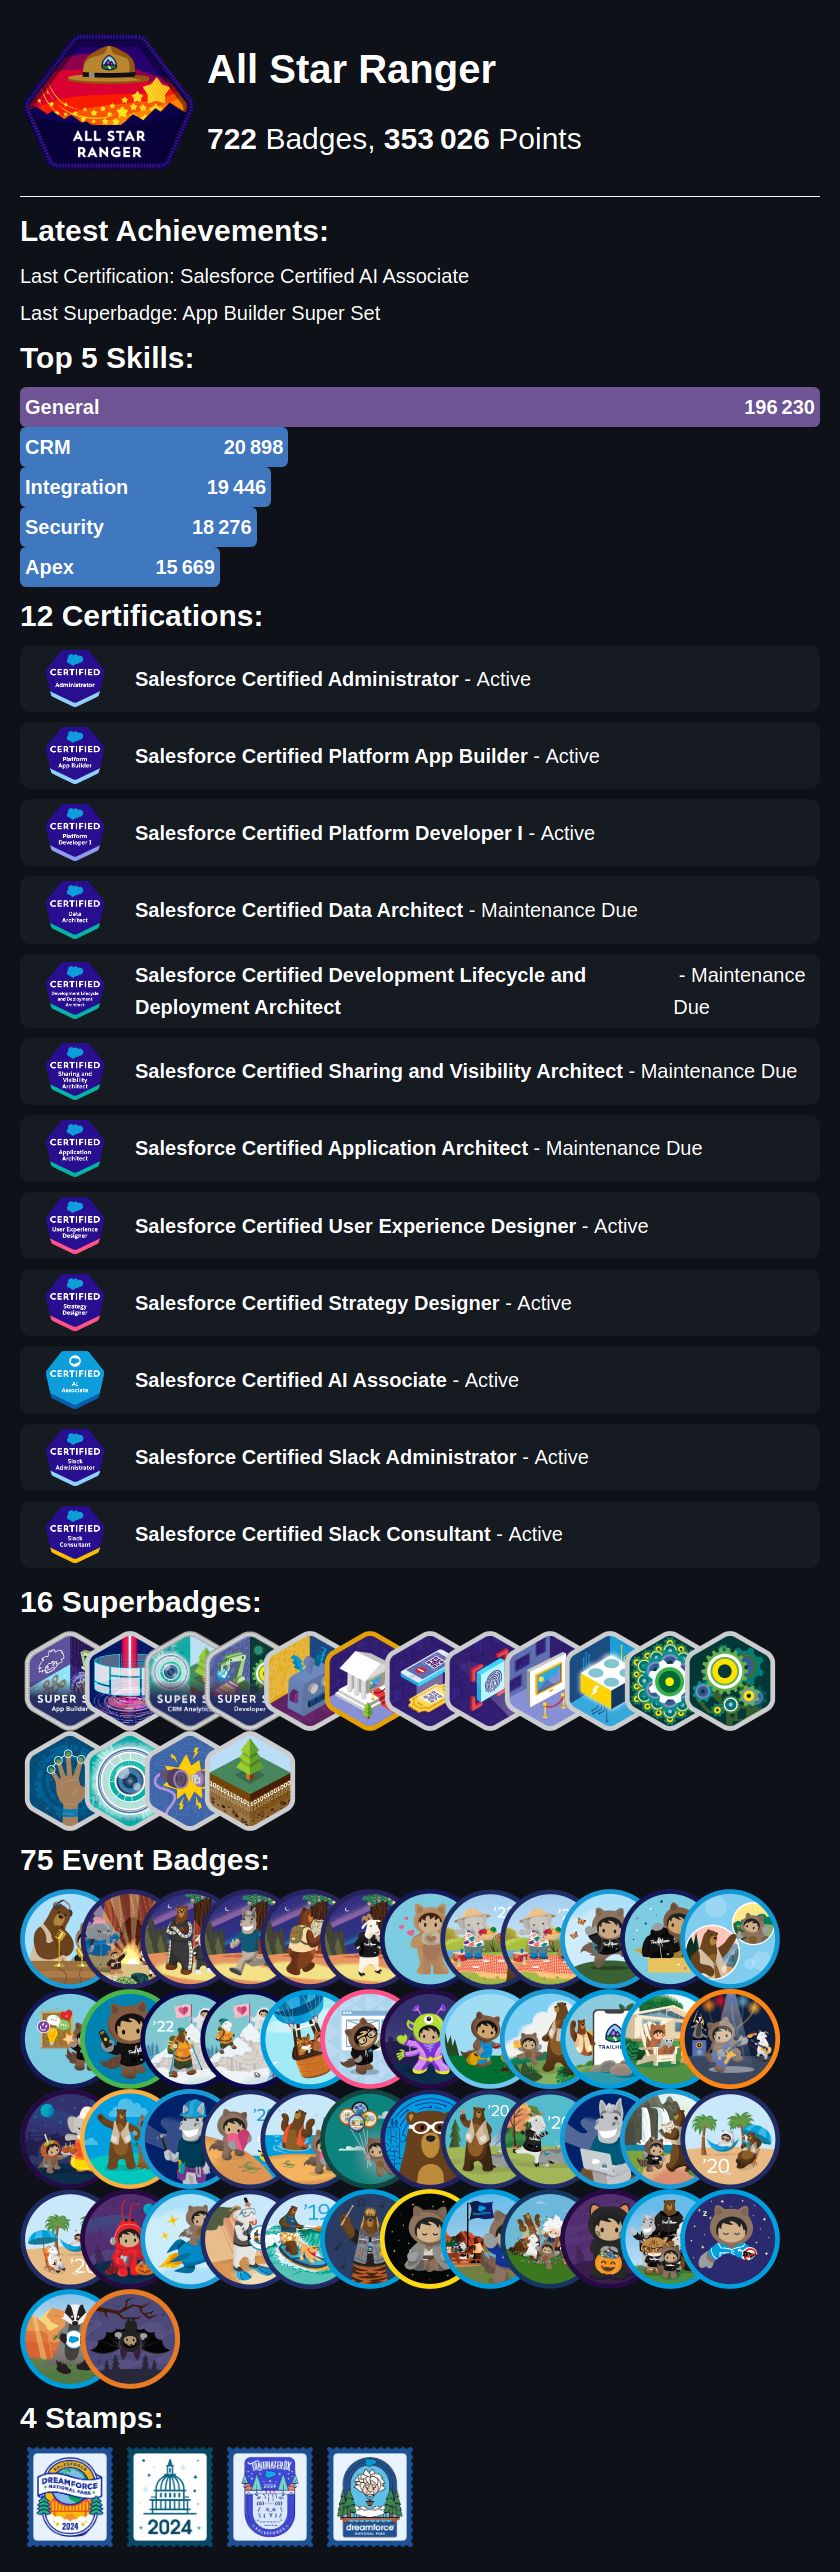 ALL STAR
RANGER
All Star Ranger
722 Badges, 353 026 Points
Latest Achievements:
Last Certification: Salesforce Certified AI Associate
Last Superbadge: App Builder Super Set
Top 5 Skills:
General 196 230
CRM 20 898
Integration 19 446
Security 18 276
Apex 15 669
12 Certifications:
CERTIFIED
Administrator
Salesforce Certified Administrator - Active
CERTIFIED
Platform
App Builder
Salesforce Certified Platform App Builder - Active
CERTIFIED
Platform
Developer I
Salesforce Certified Platform Developer I - Active
CERTIFIED
Data
Architect
Salesforce Certified Data Architect - Maintenance Due
CERTIFIED
Development Lifecycle
and Deployment
Architect
Salesforce Certified Development Lifecycle and - Maintenance
Deployment Architect Due
CERTIFIED
Sharing and
Visibility
Architect
Salesforce Certified Sharing and Visibility Architect - Maintenance Due
CERTIFIED
Application
Architect
Salesforce Certified Application Architect - Maintenance Due
CERTIFIED
User Experience
Designer
Salesforce Certified User Experience Designer - Active
CERTIFIED
Strategy
Designer
Salesforce Certified Strategy Designer - Active
CERTIFIED
AI
Associate
Salesforce Certified AI Associate - Active
CERTIFIED
Slack
Administrator
Salesforce Certified Slack Administrator - Active
CERTIFIED
Slack
Consultant
Salesforce Certified Slack Consultant - Active
16 Superbadges:
SUPER S
App Builder
SUPER S
CRM Analytic
SUPER S
Developer
75 Event Badges:
'22
TRAILH
'20
'20
'20
'19
4 Stamps:
SALESFORCE
DREAMFORCE
NATIONAL PARK
2024
2024
TRAILBLAZERDX
2024
SALESFORCE
dreamforce
NATIONAL PARK